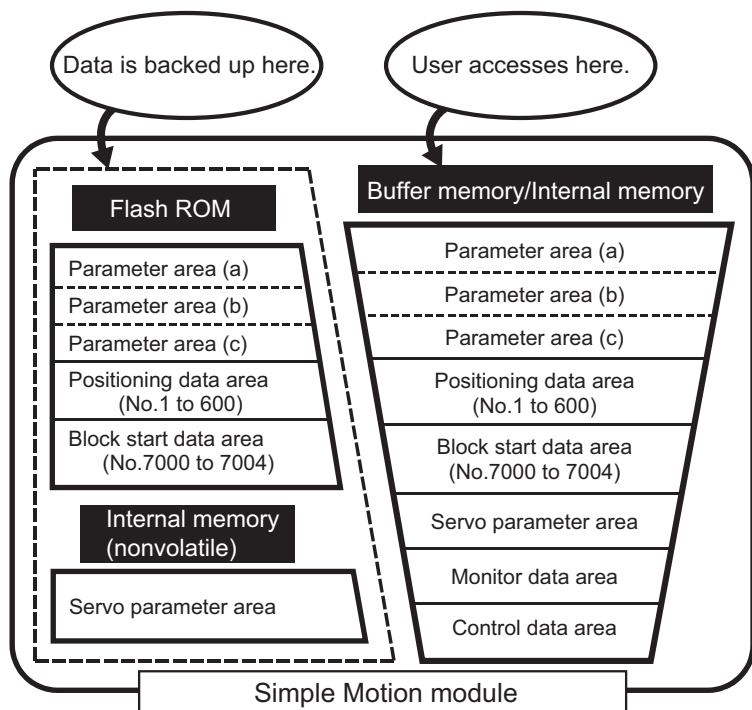 Data is backed up here.
User accesses here.
Flash ROM
Parameter area (a)
Parameter area (b)
Parameter area (c)
Positioning data area
(No.1 to 600)
Block start data area
(No.7000 to 7004)
Internal memory
(nonvolatile)
Servo parameter area
Buffer memory/Internal memory
Parameter area (a)
Parameter area (b)
Parameter area (c)
Positioning data area
(No.1 to 600)
Block start data area
(No.7000 to 7004)
Servo parameter area
Monitor data area
Control data area
Simple Motion module